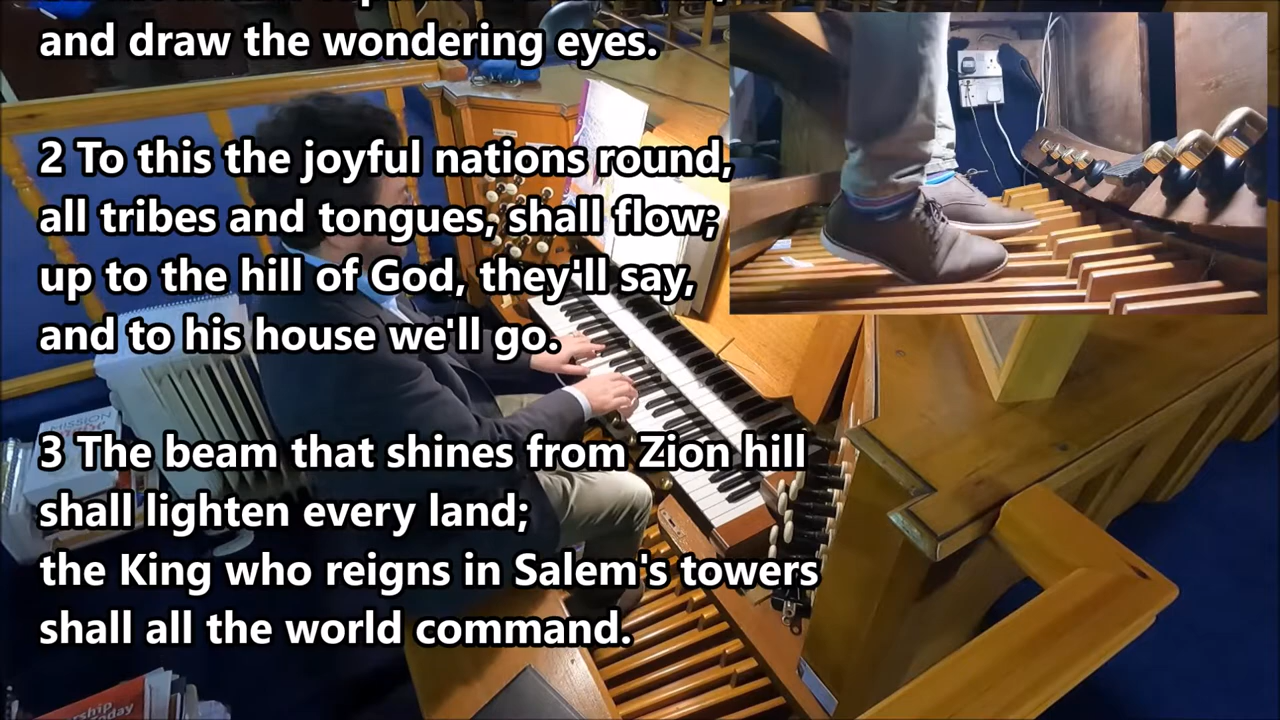 and draw the wondering eyes.
2 To this the joyful nations round,
all tribes and tongues, shall flow;
up to the hill of God, they'll say,
and to his house we'll go.
3 The beam that shines from Zion hill
shall lighten every land;
the King who reigns in Salem's towers
shall all the world command.
MISSION